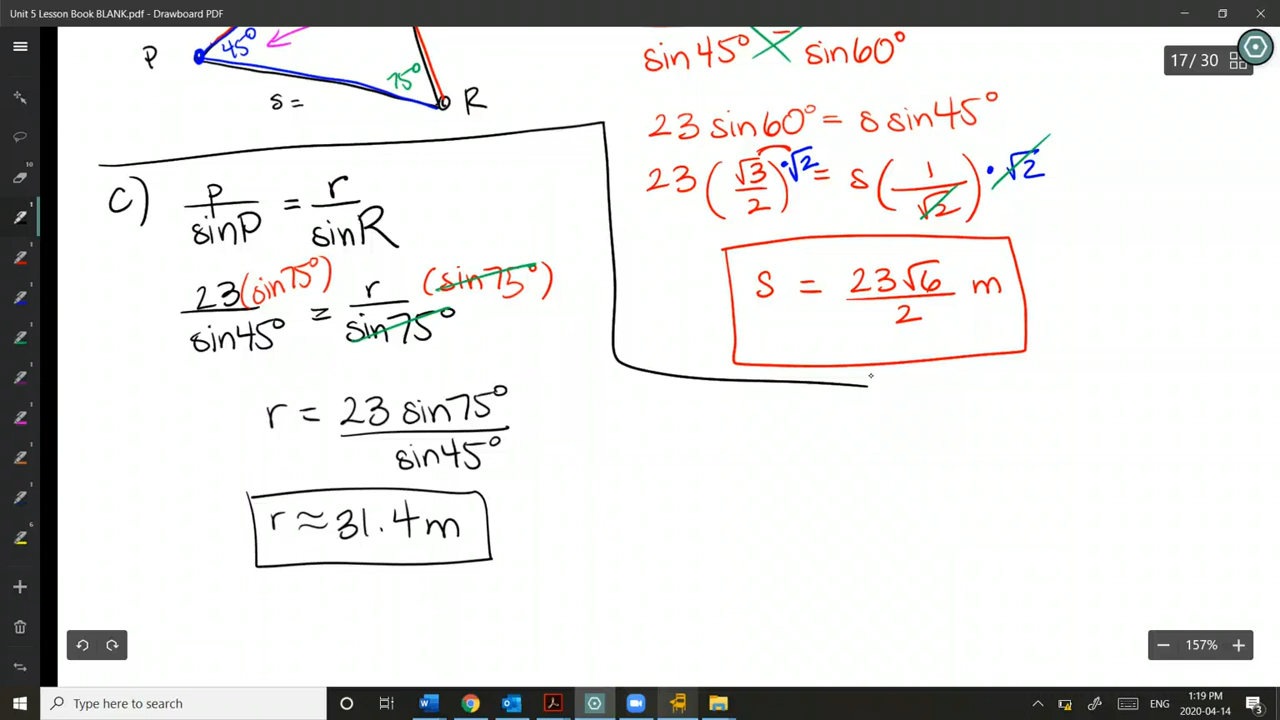 Unit 5 Lesson Book BLANK.pdf - Drawboard PDF
17 / 30
P
45°
75°
s =
R
sin45° = sin60°
23 sin60° = s sin45°
23 (√3/2) · √2 = s (1/√2) · √2
s = 23√6/2 m
c) p/sinP = r/sinR
23(sin75°)/sin45° = r/sin75° (sin75°)
r = 23 sin75°/sin45°
r ≈ 31.4m
157%
Type here to search
ENG
1:19 PM
2020-04-14
3